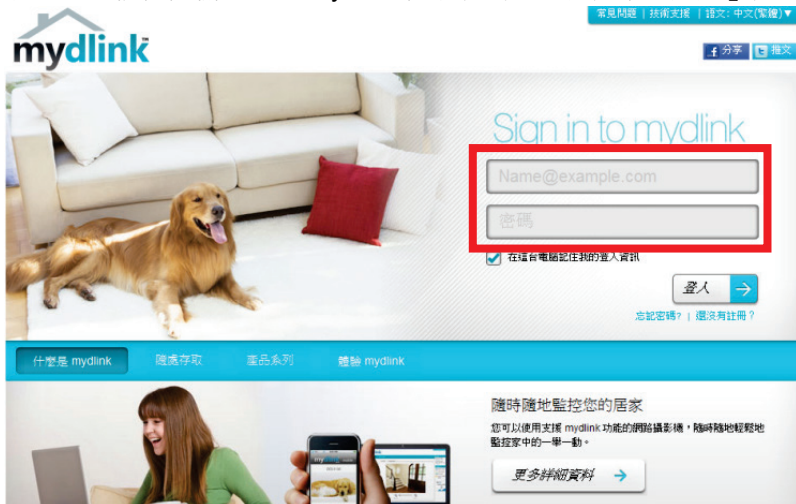 常見問題 | 技術支援 | 語文: 中文(繁體)▼
mydlink™
分享 推文
Sign in to mydlink
Name@example.com
密碼
在這台電腦記住我的登入資訊
登入
忘記密碼? | 還沒有註冊?
什麼是 mydlink 隨處存取 產品系列 體驗 mydlink
隨時隨地監控您的居家
您可以使用支援 mydlink 功能的網路攝影機,隨時隨地輕鬆地
監控家中的一舉一動。
更多詳細資料